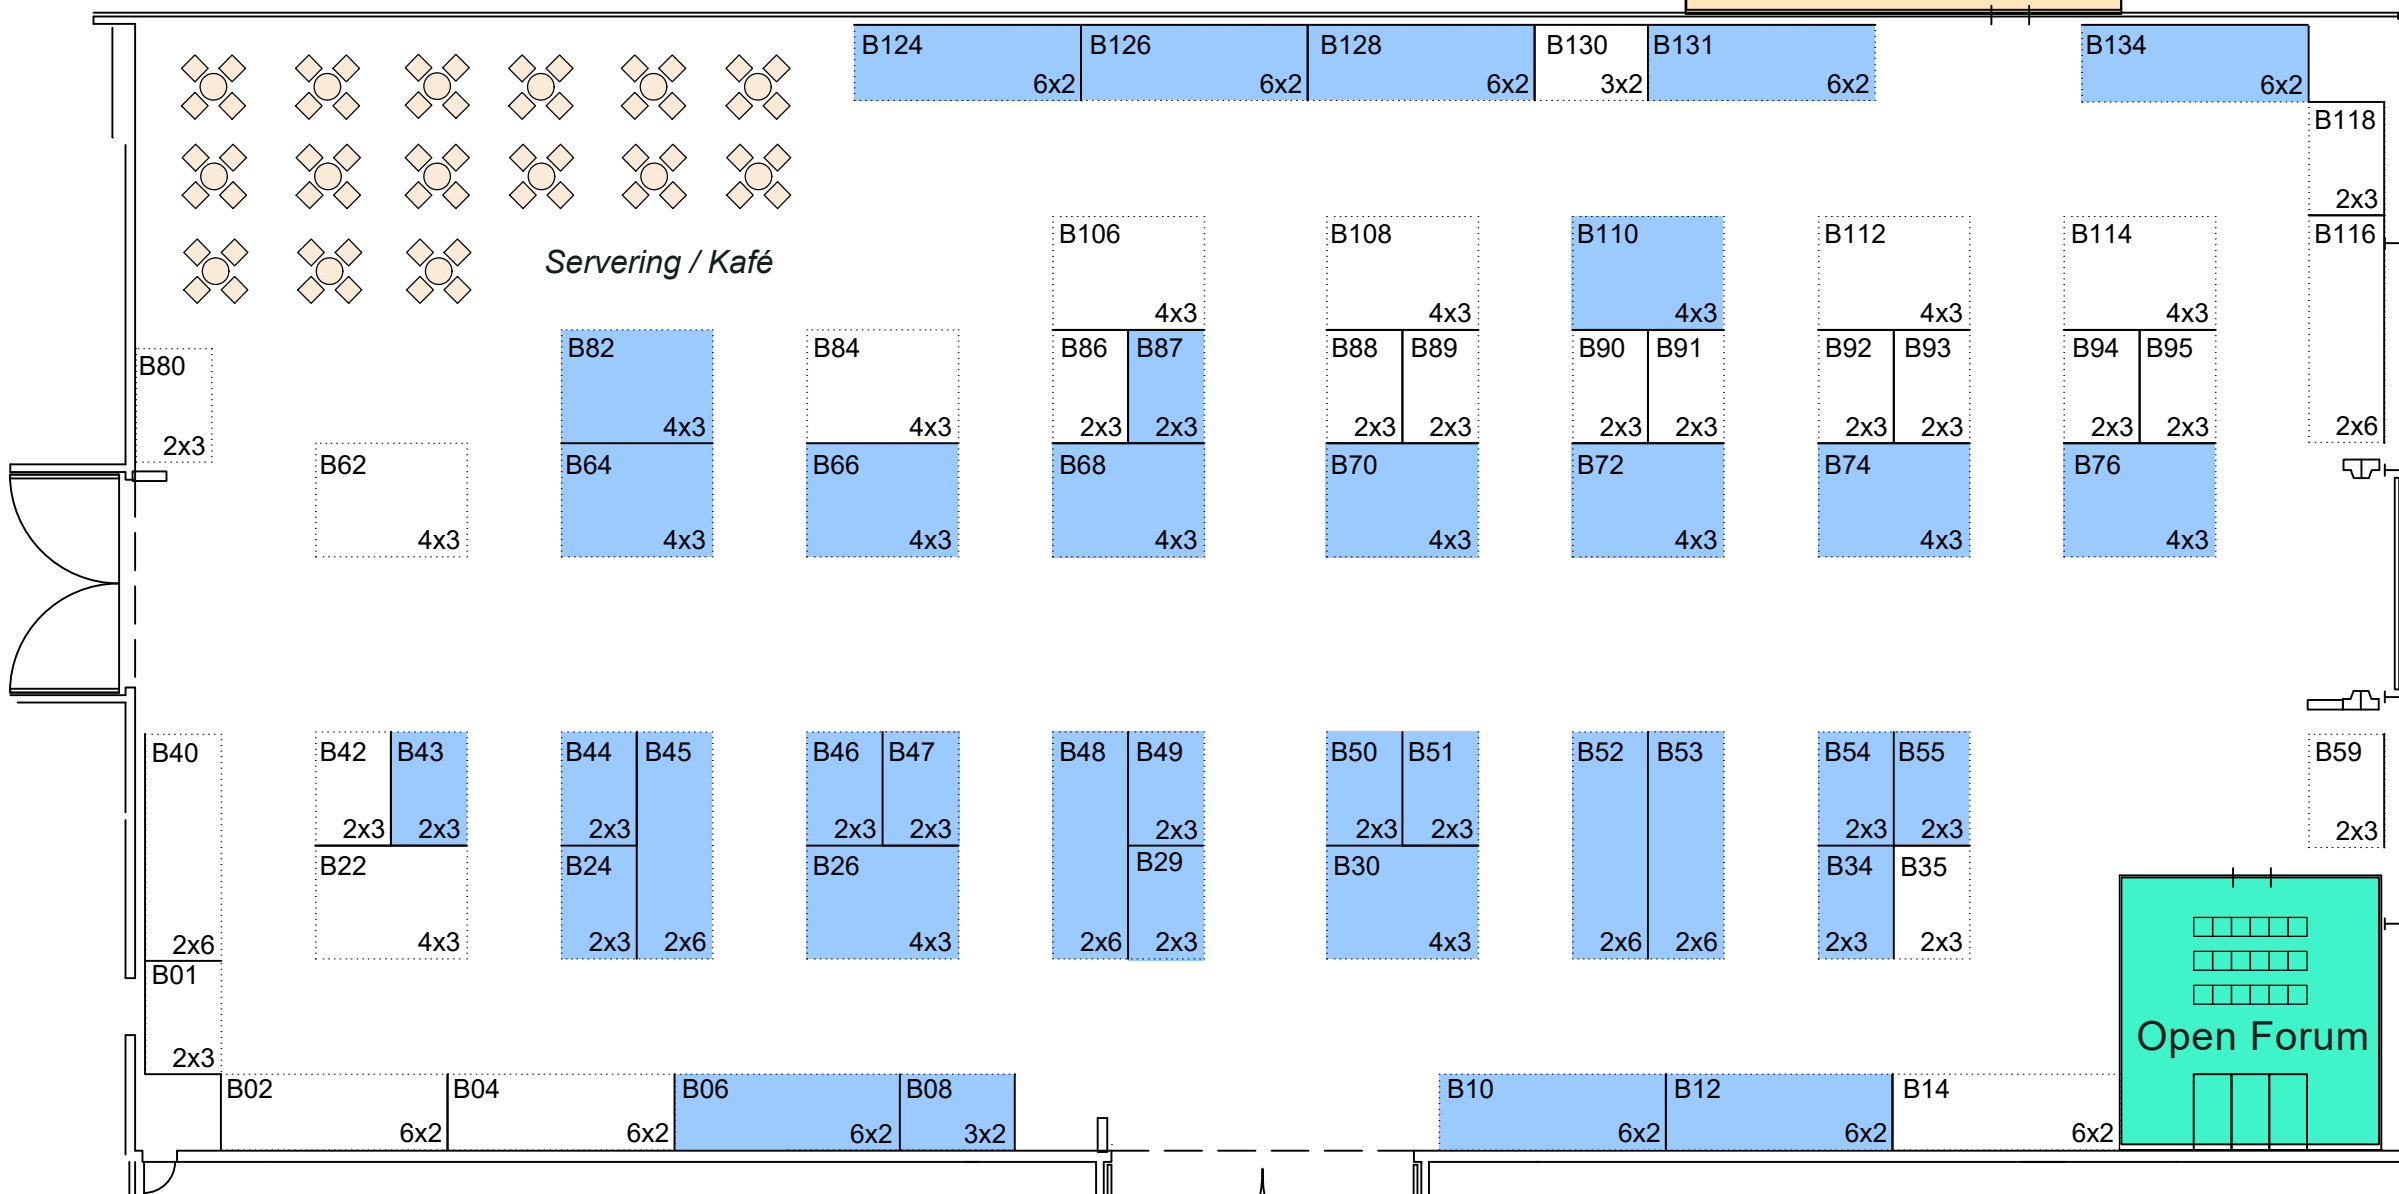 B124 B126 B128 B130 B131 B134
6x2 6x2 6x2 3x2 6x2 6x2
B118
2x3
B106 B108 B110 B112 B114 B116
Servering / Kafé
4x3 4x3 4x3 4x3 4x3
B82 B84 B86 B87 B88 B89 B90 B91 B92 B93 B94 B95
B80
4x3 4x3 2x3 2x3 2x3 2x3 2x3 2x3 2x3 2x3 2x3 2x3 2x6
2x3
B62 B64 B66 B68 B70 B72 B74 B76
4x3 4x3 4x3 4x3 4x3 4x3 4x3 4x3
B40 B42 B43 B44 B45 B46 B47 B48 B49 B50 B51 B52 B53 B54 B55 B59
2x3 2x3 2x3 2x3 2x3 2x3 2x3 2x3 2x3 2x3 2x3
B22 B24 B26 B29 B30 B34 B35
2x6 4x3 2x3 2x6 4x3 2x6 2x3 4x3 2x6 2x6 2x3 2x3
B01
Open Forum
2x3
B02 B04 B06 B08 B10 B12 B14
6x2 6x2 6x2 3x2 6x2 6x2 6x2